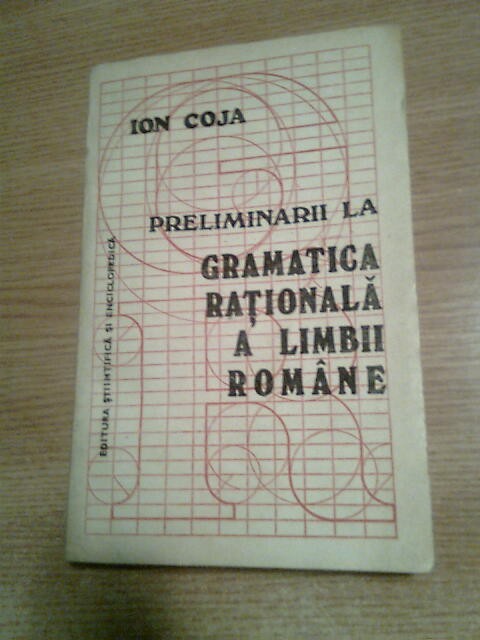 ION COJA
PRELIMINARII LA
GRAMATICA
RAȚIONALĂ
A LIMBII
ROMÂNE
EDITURA ȘTIINȚIFICĂ ȘI ENCICLOPEDICĂ